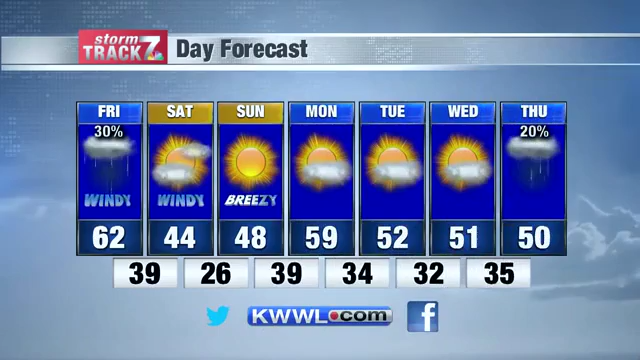 storm
TRACK 7 Day Forecast
FRI SAT SUN MON TUE WED THU
30% 20%
WINDY WINDY BREEZY
62 44 48 59 52 51 50
39 26 39 34 32 35
KWWL.com f